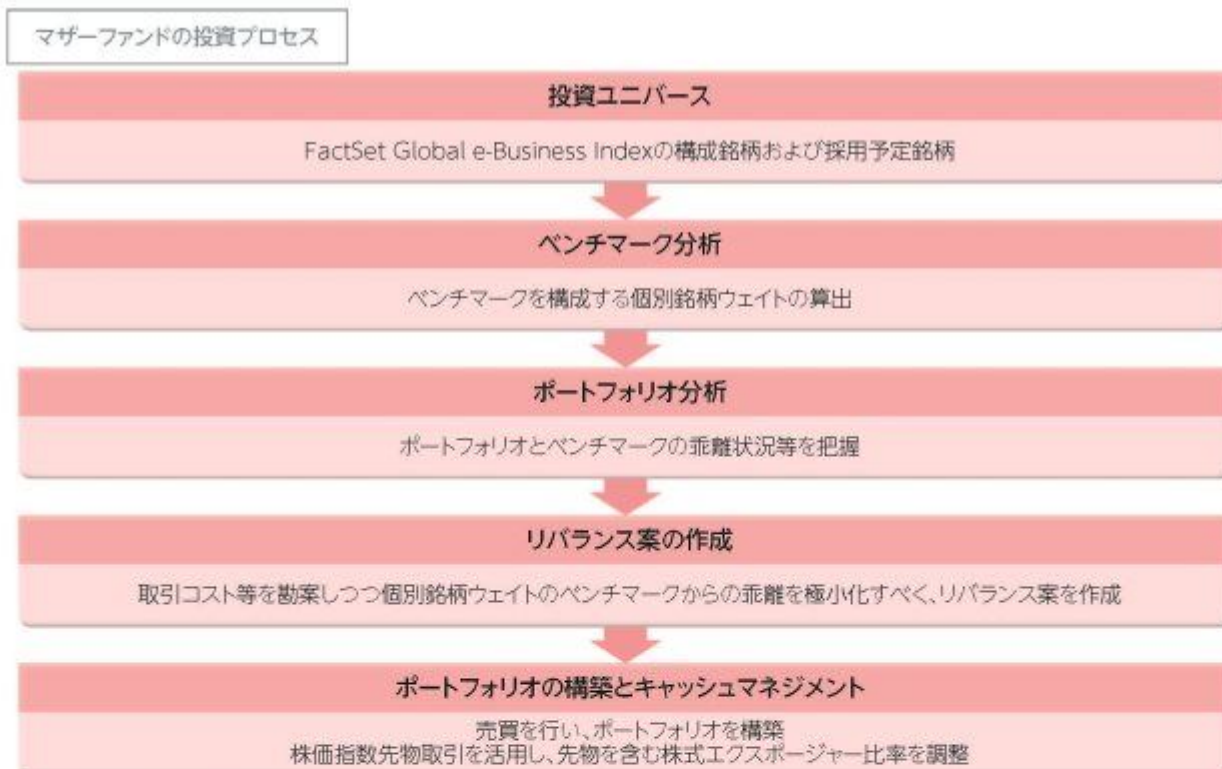 マザーファンドの投資プロセス
投資ユニバース
FactSet Global e-Business Indexの構成銘柄および採用予定銘柄
ベンチマーク分析
ベンチマークを構成する個別銘柄ウェイトの算出
ポートフォリオ分析
ポートフォリオとベンチマークの乖離状況等を把握
リバランス案の作成
取引コスト等を勘案しつつ個別銘柄ウェイトのベンチマークからの乖離を極小化すべく、リバランス案を作成
ポートフォリオの構築とキャッシュマネジメント
売買を行い、ポートフォリオを構築
株価指数先物取引を活用し、先物を含む株式エクスポージャー比率を調整